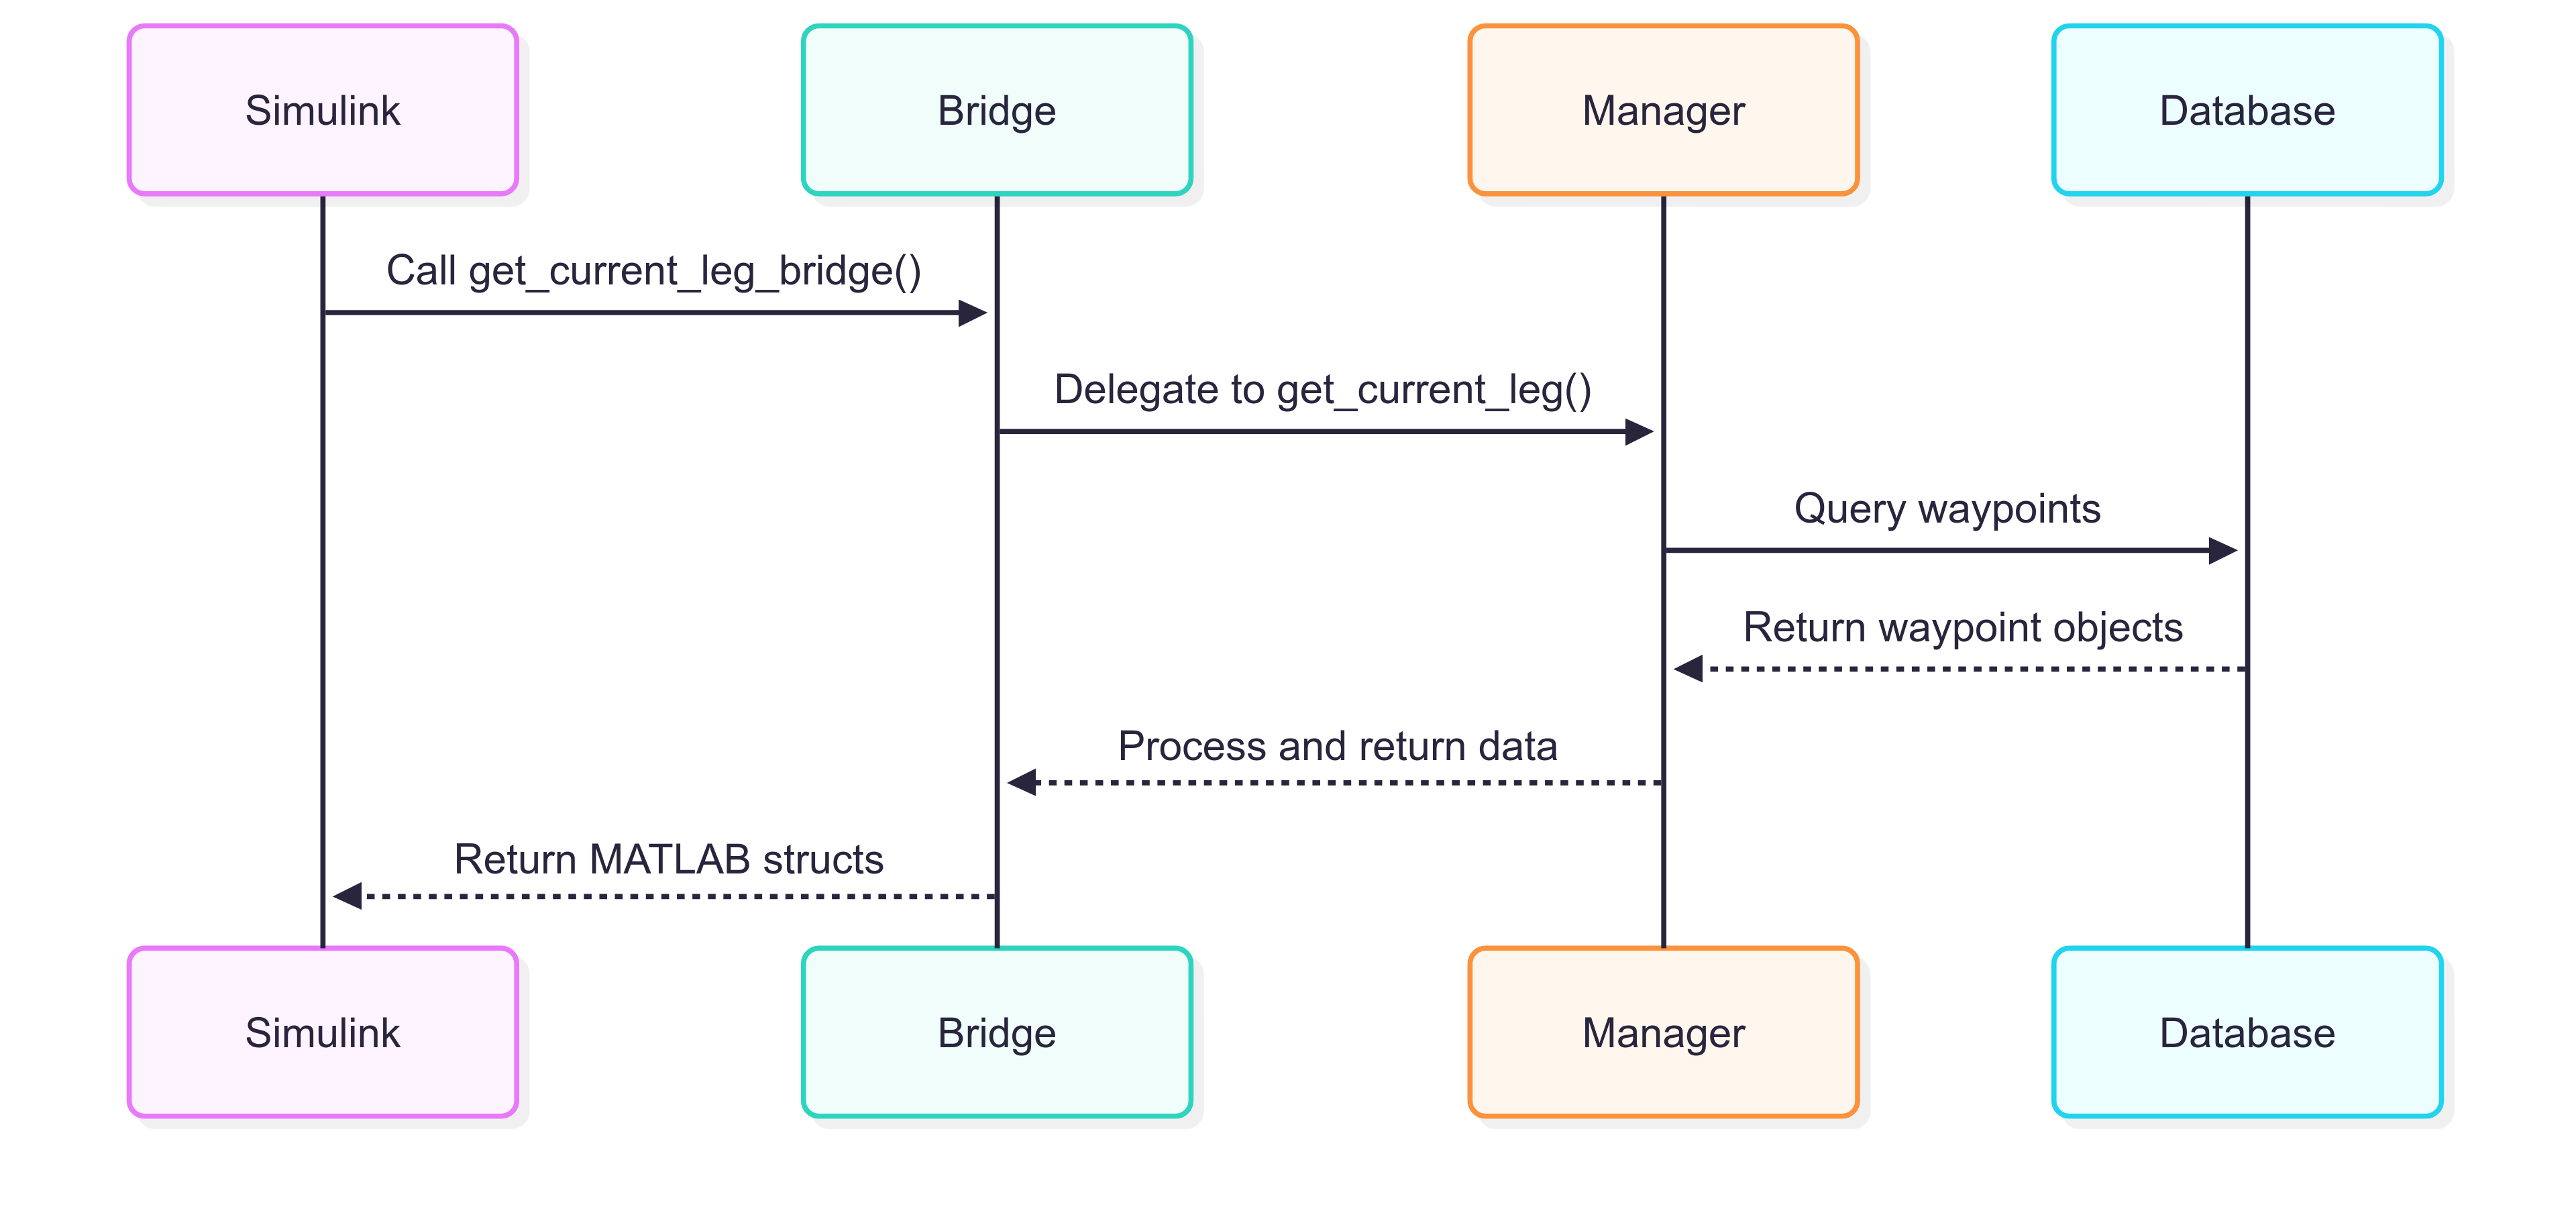 Simulink
Bridge
Manager
Database
Call get_current_leg_bridge()
Delegate to get_current_leg()
Query waypoints
Return waypoint objects
Process and return data
Return MATLAB structs
Simulink
Bridge
Manager
Database